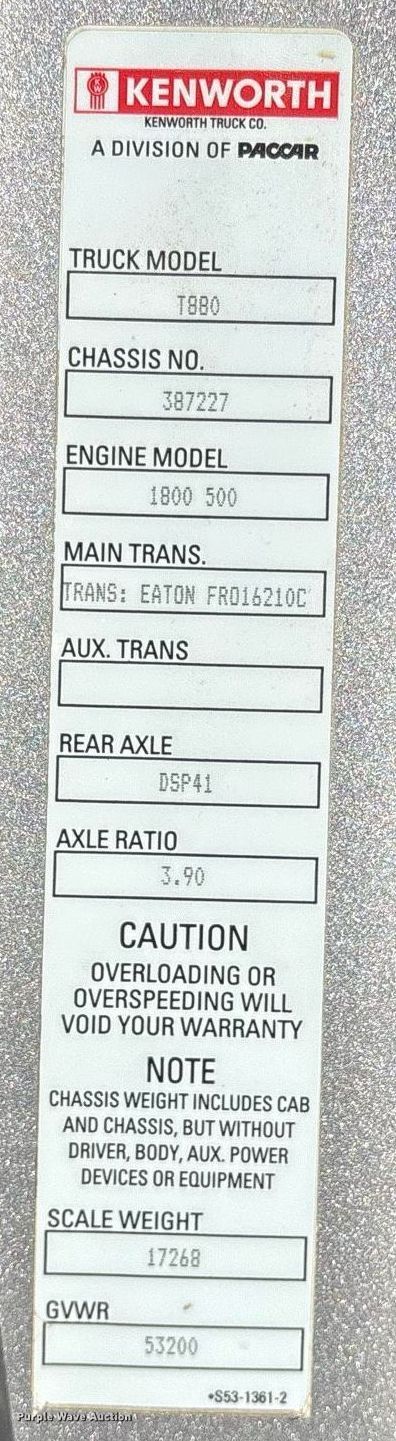 KENWORTH
KENWORTH TRUCK CO.
A DIVISION OF PACCAR
TRUCK MODEL
T880
CHASSIS NO.
387227
ENGINE MODEL
1800 500
MAIN TRANS.
TRANS: EATON FRO16210C
AUX. TRANS
REAR AXLE
DSP41
AXLE RATIO
3.90
CAUTION
OVERLOADING OR
OVERSPEEDING WILL
VOID YOUR WARRANTY
NOTE
CHASSIS WEIGHT INCLUDES CAB
AND CHASSIS, BUT WITHOUT
DRIVER, BODY, AUX. POWER
DEVICES OR EQUIPMENT
SCALE WEIGHT
17268
GVWR
53200
•S53-1361-2
Purple Wave Auction